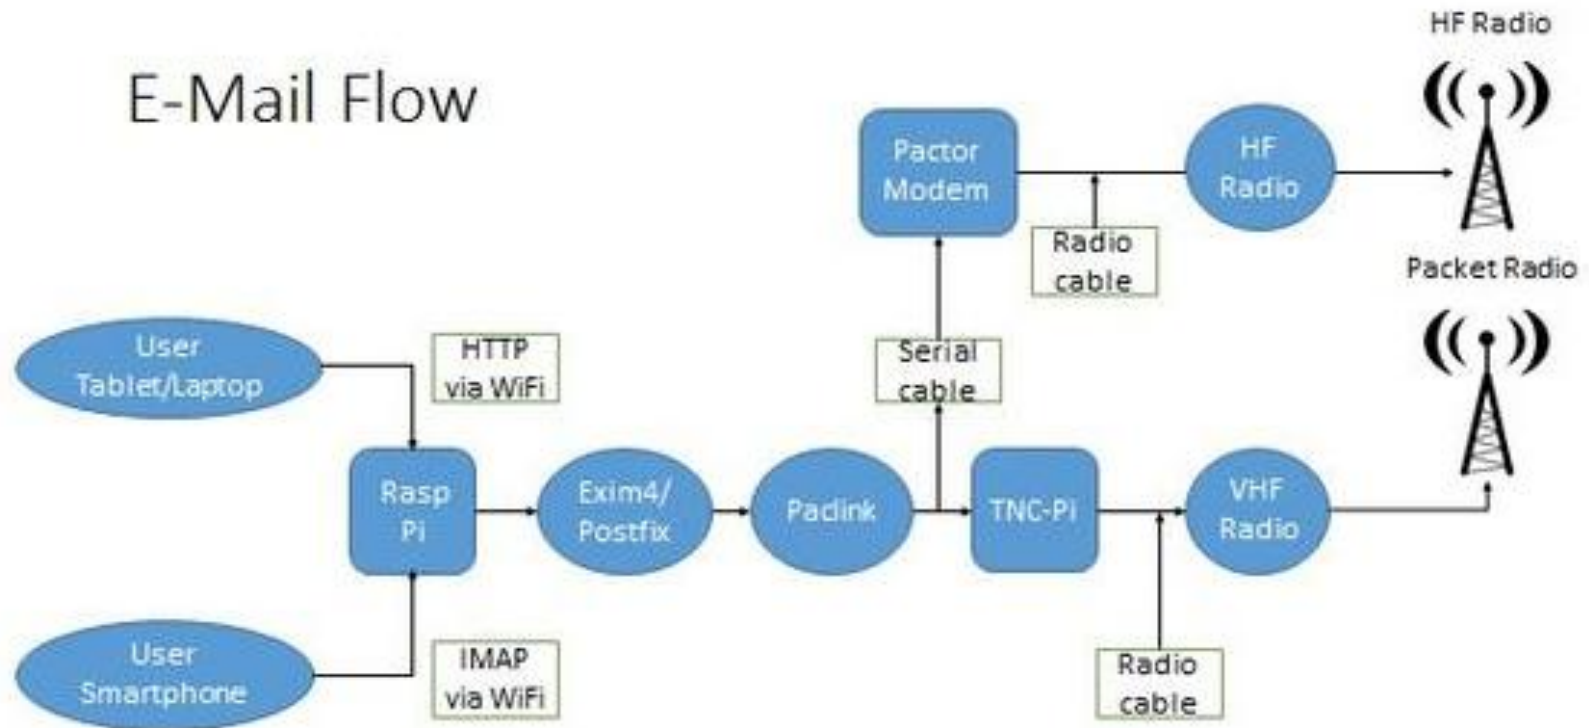 E-Mail Flow
HF Radio
Pactor
Modem
HF
Radio
Radio
cable
Packet Radio
User
Tablet/Laptop
HTTP
via WiFi
Serial
cable
Rasp
Pi
Exim4/
Postfix
Paclink
TNC-Pi
VHF
Radio
User
Smartphone
IMAP
via WiFi
Radio
cable